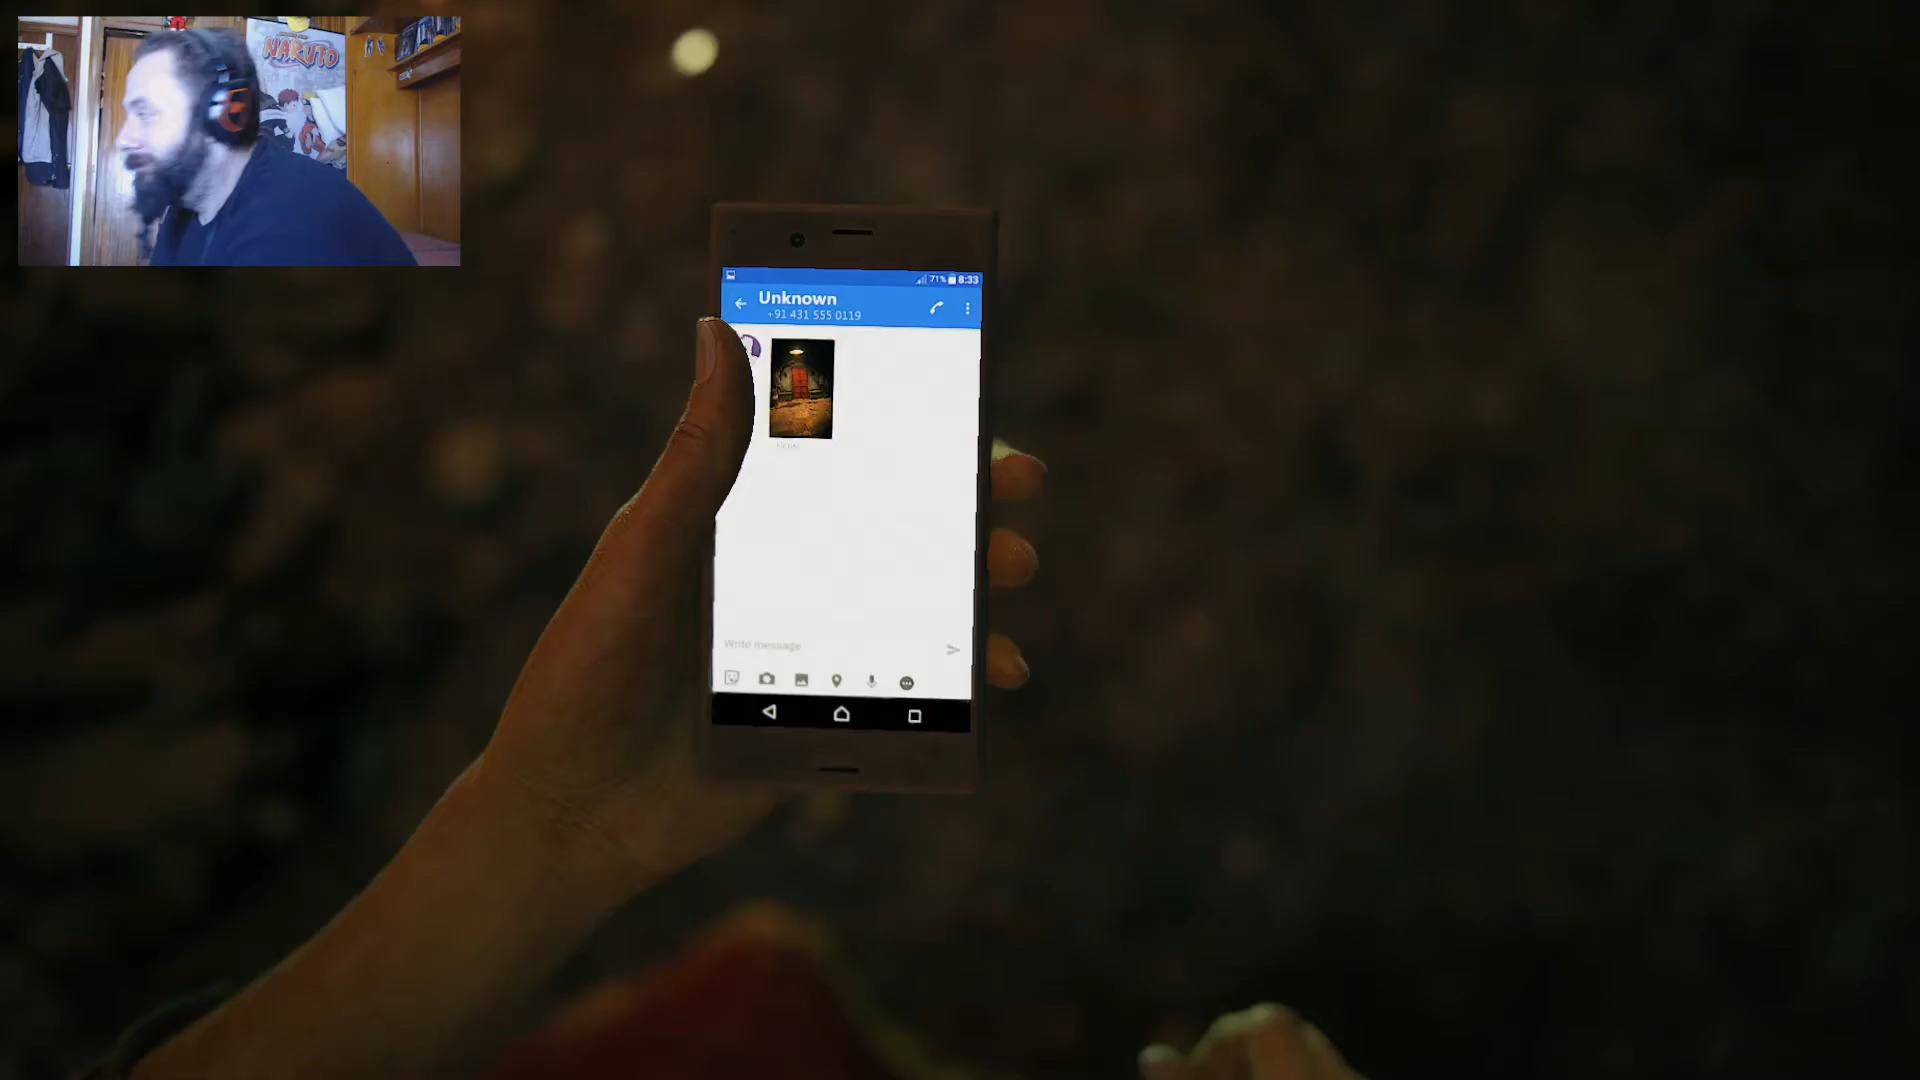 NARUTO
71% 8:33
Unknown
+91 431 555 0119
Write message